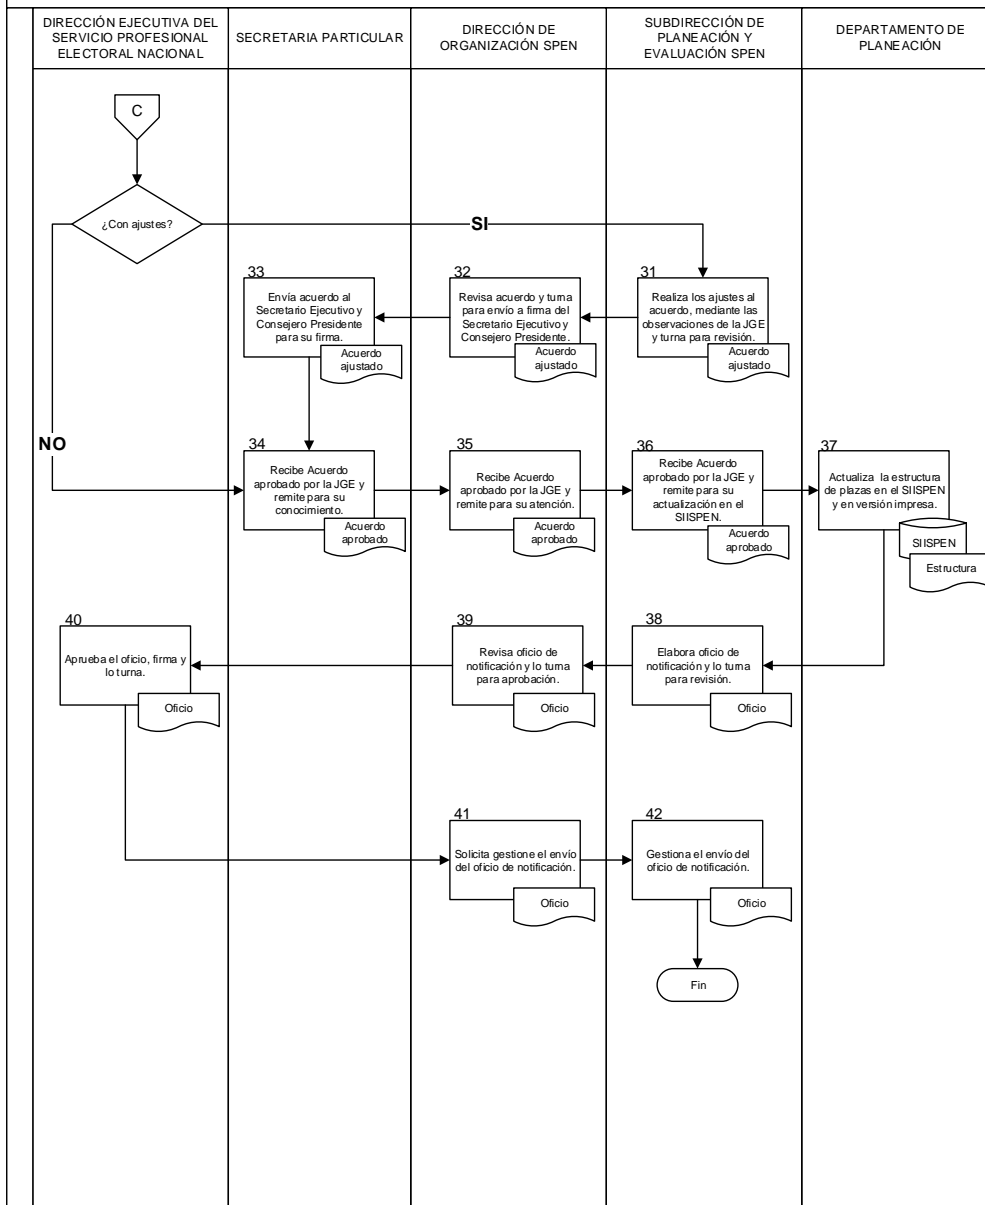 DIRECCIÓN EJECUTIVA DEL
SERVICIO PROFESIONAL
ELECTORAL NACIONAL
SECRETARIA PARTICULAR
DIRECCIÓN DE
ORGANIZACIÓN SPEN
SUBDIRECCIÓN DE
PLANEACIÓN Y
EVALUACIÓN SPEN
DEPARTAMENTO DE
PLANEACIÓN
C
¿Con ajustes?
SI
31
Realiza los ajustes al
acuerdo, mediante las
observaciones de la JGE
y turna para revisión.
Acuerdo
ajustado
32
Revisa acuerdo y turna
para envío a firma del
Secretario Ejecutivo y
Consejero Presidente.
Acuerdo
ajustado
33
Envía acuerdo al
Secretario Ejecutivo y
Consejero Presidente
para su firma.
Acuerdo
ajustado
NO
34
Recibe Acuerdo
aprobado por la JGE y
remite para su
conocimiento.
Acuerdo
aprobado
35
Recibe Acuerdo
aprobado por la JGE y
remite para su atención.
Acuerdo
aprobado
36
Recibe Acuerdo
aprobado por la JGE y
remite para su
actualización en el
SIISPEN.
Acuerdo
aprobado
37
Actualiza la estructura
de plazas en el SIISPEN
y en versión impresa.
SIISPEN
Estructura
38
Elabora oficio de
notificación y lo turna
para revisión.
Oficio
39
Revisa oficio de
notificación y lo turna
para aprobación.
Oficio
40
Aprueba el oficio, firma y
lo turna.
Oficio
41
Solicita gestione el envío
del oficio de notificación.
Oficio
42
Gestiona el envío del
oficio de notificación.
Oficio
Fin